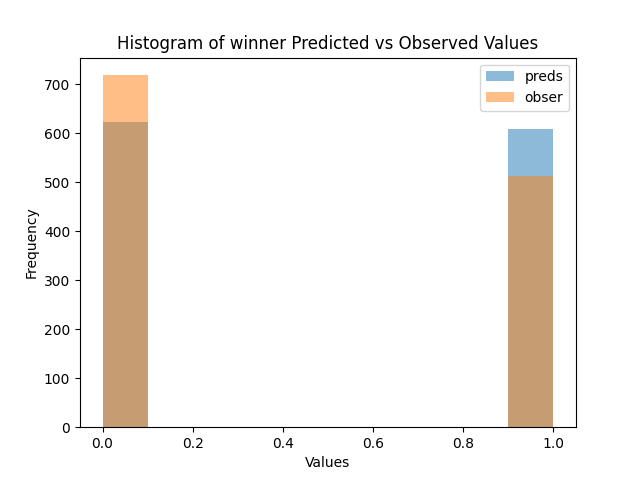 Histogram of winner Predicted vs Observed Values
preds
obser
700
600
500
400
300
200
100
0
Frequency
0.0 0.2 0.4 0.6 0.8 1.0
Values